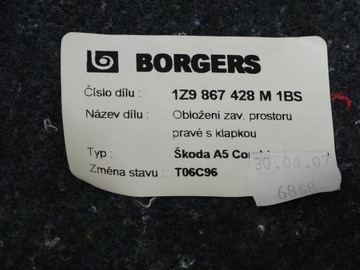 BORGERS
Číslo dílu : 1Z9 867 428 M 1BS
Název dílu : Obložení zav. prostoru
pravé s klapkou
Typ : Škoda A5
30.08.07
Změna stavu : T06C96
6868